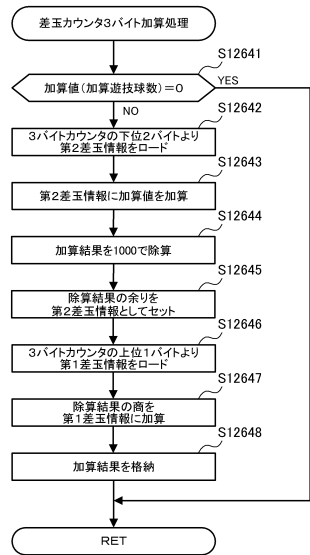 差玉カウンタ3バイト加算処理
S12641
加算値(加算遊技球数)=0
YES
NO
S12642
3バイトカウンタの下位2バイトより
第2差玉情報をロード
S12643
第2差玉情報に加算値を加算
S12644
加算結果を1000で除算
S12645
除算結果の余りを
第2差玉情報としてセット
S12646
3バイトカウンタの上位1バイトより
第1差玉情報をロード
S12647
除算結果の商を
第1差玉情報に加算
S12648
加算結果を格納
RET